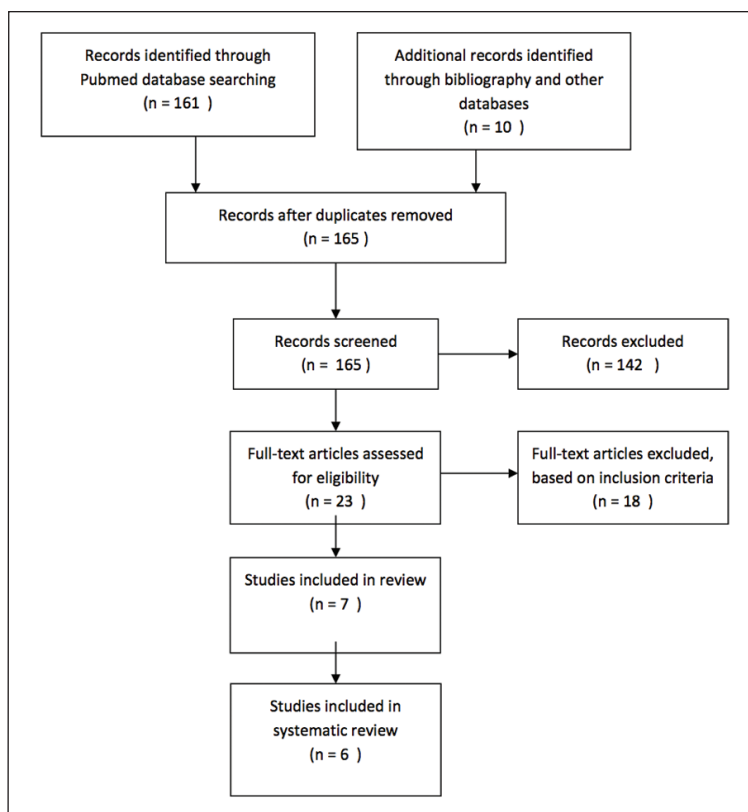 Records identified through
Pubmed database searching
(n = 161 )
Additional records identified
through bibliography and other
databases
(n = 10 )
Records after duplicates removed
(n = 165 )
Records screened
(n = 165 )
Records excluded
(n = 142 )
Full-text articles assessed
for eligibility
(n = 23 )
Full-text articles excluded,
based on inclusion criteria
(n = 18 )
Studies included in review
(n = 7 )
Studies included in
systematic review
(n = 6 )